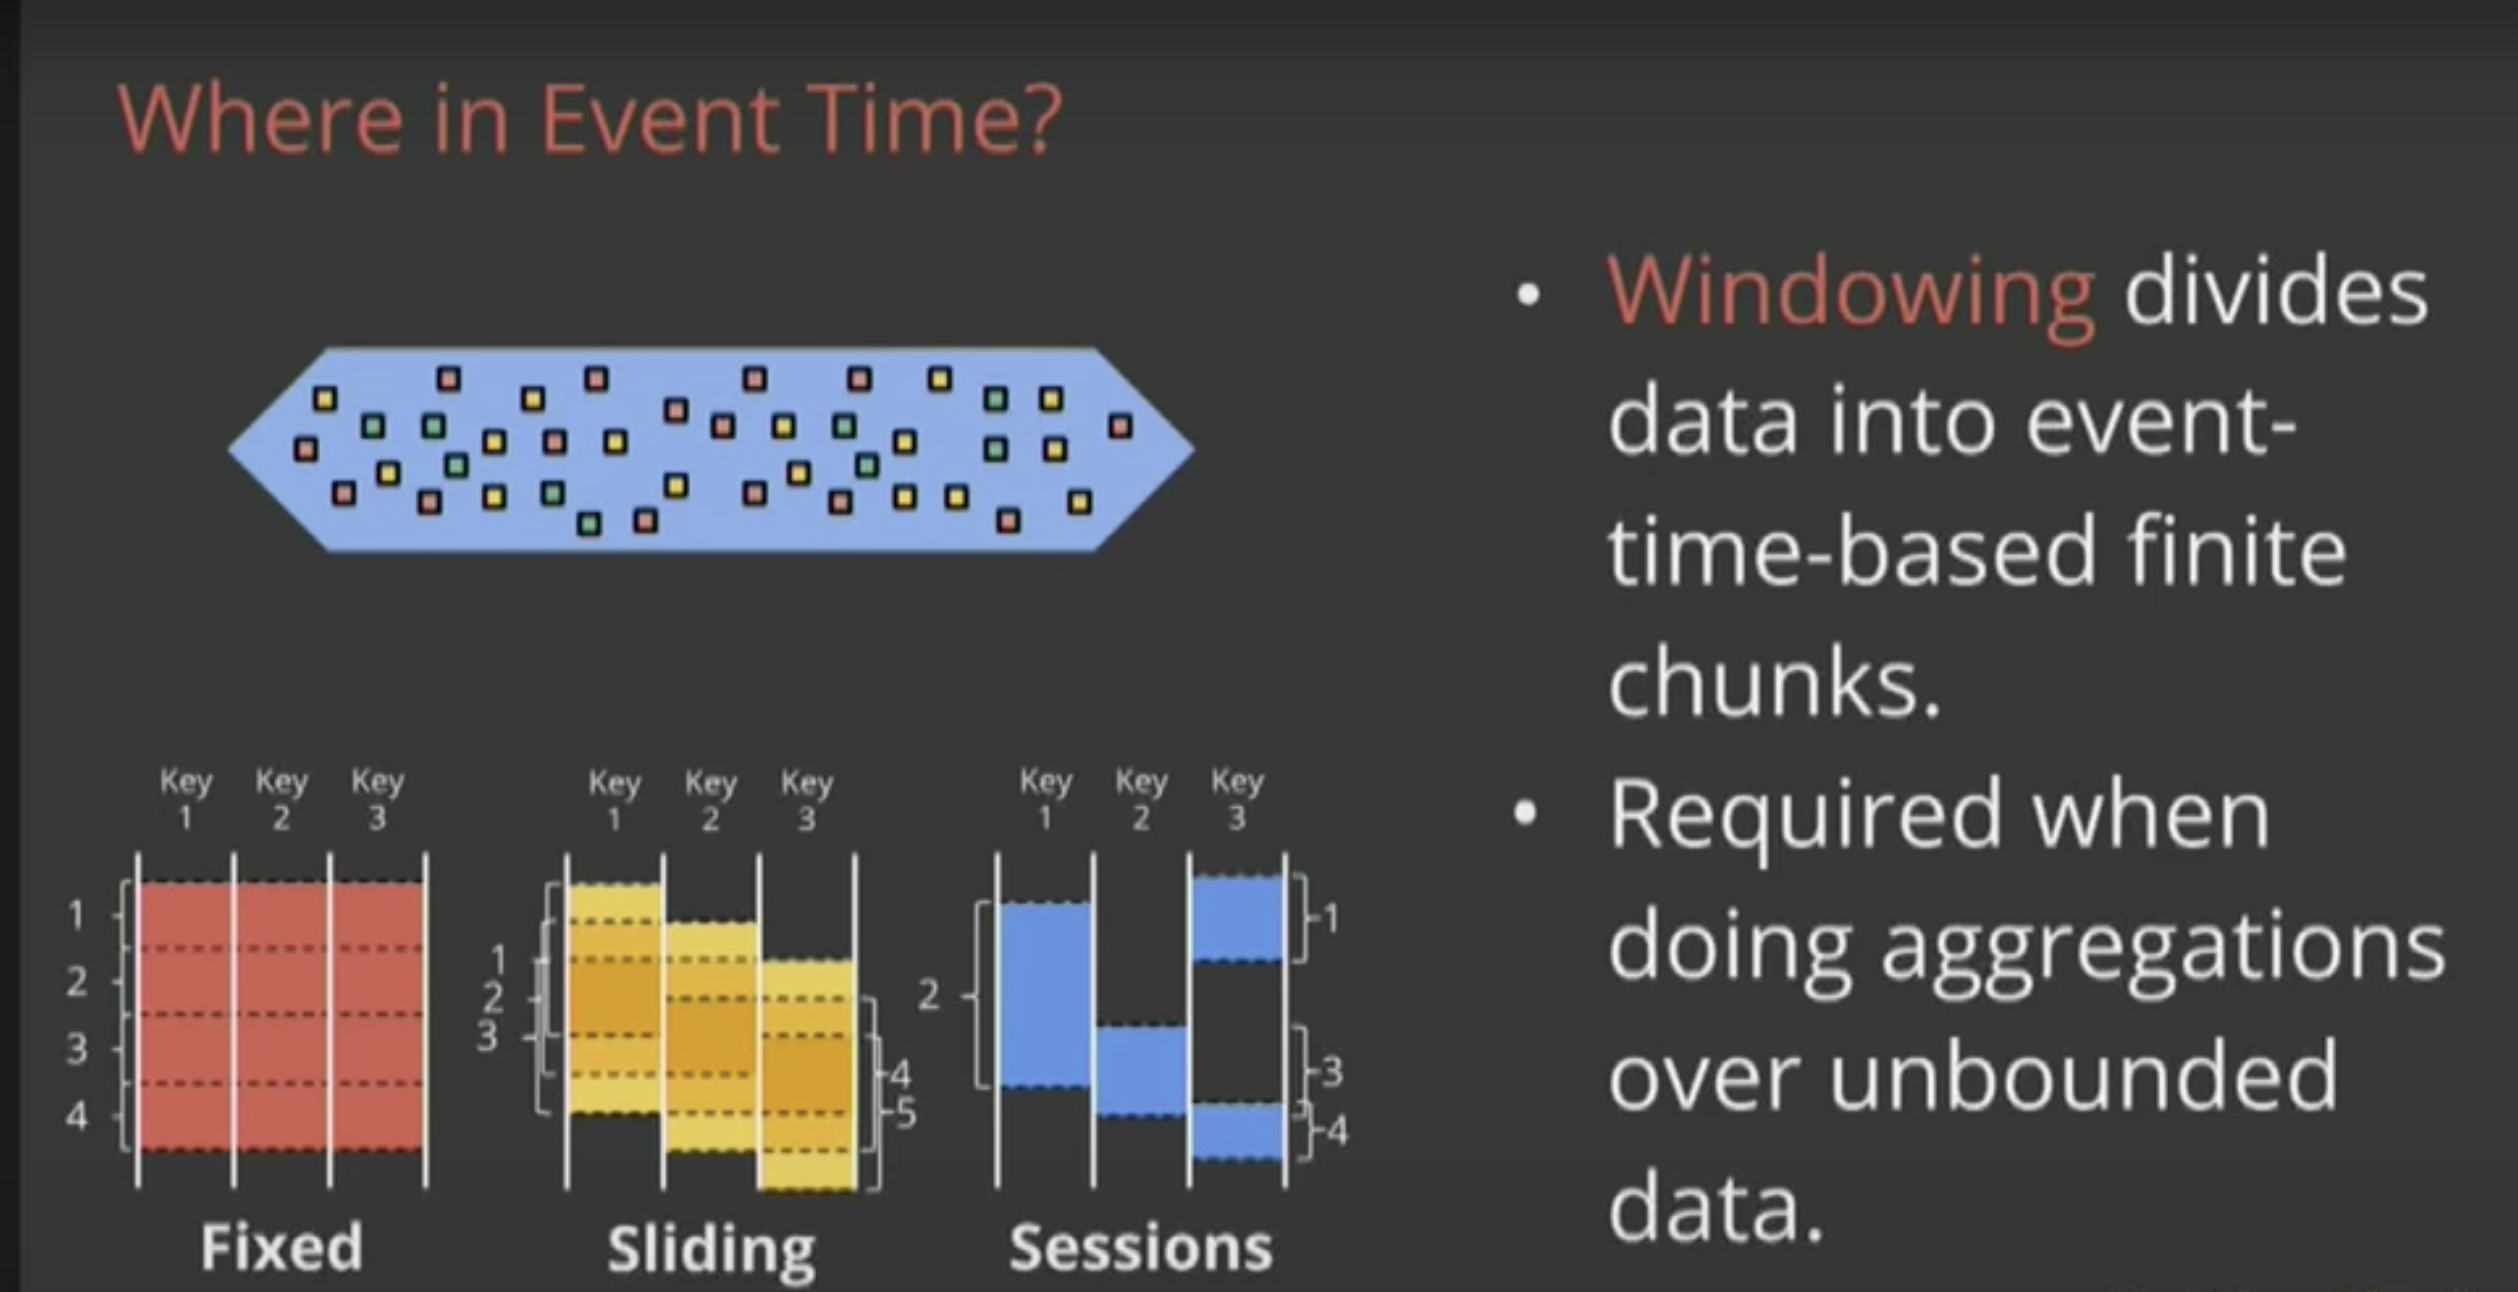 Where in Event Time?
• Windowing divides
data into event-
time-based finite
chunks.
• Required when
doing aggregations
over unbounded
data.
Key Key Key
1 2 3
1
2
3
4
Fixed
Key Key Key
1 2 3
1
2
3
4
5
Sliding
Key Key Key
1 2 3
1
2
3
4
Sessions